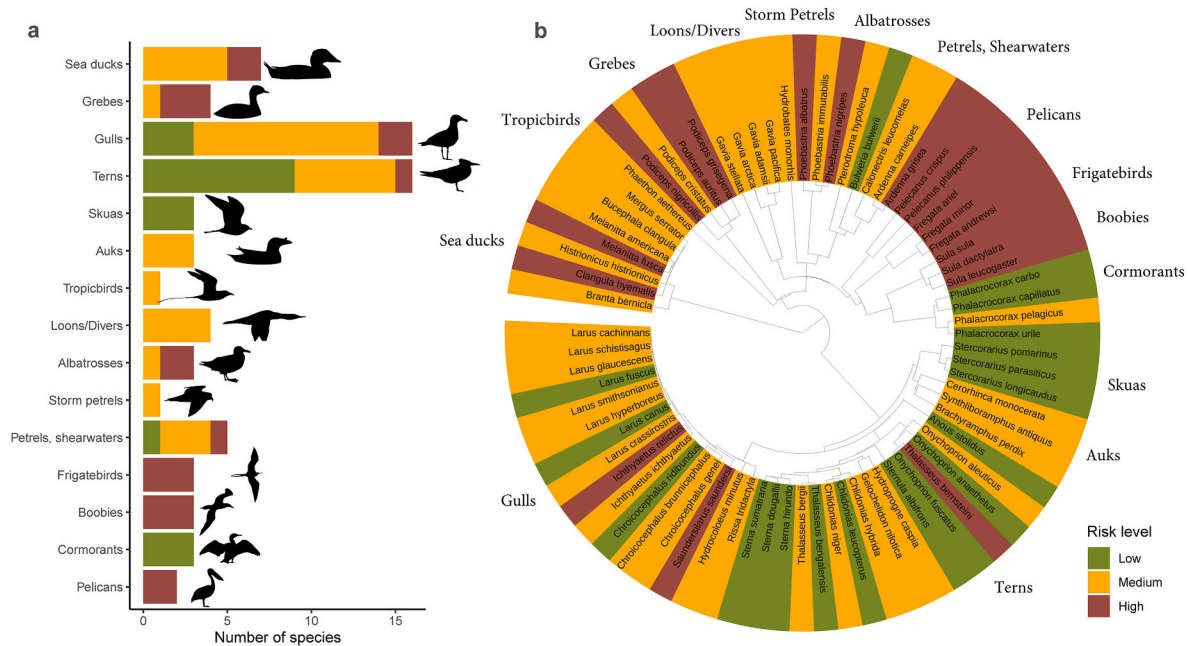 a
Sea ducks
Grebes
Gulls
Terns
Skuas
Auks
Tropicbirds
Loons/Divers
Albatrosses
Storm petrels
Petrels, shearwaters
Frigatebirds
Boobies
Cormorants
Pelicans
0
5
10
15
Number of species
b
Sea ducks
Tropicbirds
Grebes
Loons/Divers
Storm Petrels
Albatrosses
Petrels, Shearwaters
Pelicans
Frigatebirds
Boobies
Cormorants
Skuas
Auks
Terns
Gulls
Branta bernicla
Clangula hyemalis
Histrionicus histrionicus
Melanitta fusca
Melanitta americana
Bucephala clangula
Mergus serrator
Phaethon aethereus
Podiceps nigricollis
Podiceps cristatus
Podiceps auritus
Podiceps grisegena
Gavia stellata
Gavia arctica
Gavia adamsii
Gavia pacifica
Hydrobates monorhis
Phoebastria albatrus
Phoebastria immutabilis
Phoebastria nigripes
Pterodroma hypoleuca
Bulweria bulwerii
Calonectris leucomelas
Ardenna carneipes
Ardenna grisea
Pelecanus crispus
Pelecanus philippensis
Fregata ariel
Fregata minor
Fregata andrewsi
Sula sula
Sula dactylatra
Sula leucogaster
Phalacrocorax carbo
Phalacrocorax capillatus
Phalacrocorax pelagicus
Phalacrocorax urile
Stercorarius pomarinus
Stercorarius parasiticus
Stercorarius longicaudus
Cerorhinca monocerata
Synthliboramphus antiquus
Brachyramphus perdix
Anous stolidus
Onychoprion aleuticus
Onychoprion anaethetus
Thalasseus bernsteini
Onychoprion fuscatus
Sternula albifrons
Hydroprogne caspia
Gelochelidon nilotica
Chlidonias hybrida
Chlidonias leucopterus
Chlidonias niger
Thalasseus bengalensis
Thalasseus bergii
Sterna hirundo
Sterna dougallii
Sterna sumatrana
Rissa tridactyla
Hydrocoloeus minutus
Saundersilarus saundersi
Chroicocephalus genei
Chroicocephalus brunnicephalus
Chroicocephalus ridibundus
Ichthyaetus ichthyaetus
Ichthyaetus relictus
Larus crassirostris
Larus canus
Larus hyperboreus
Larus smithsonianus
Larus fuscus
Larus glaucescens
Larus schistisagus
Larus cachinnans
Risk level
Low
Medium
High